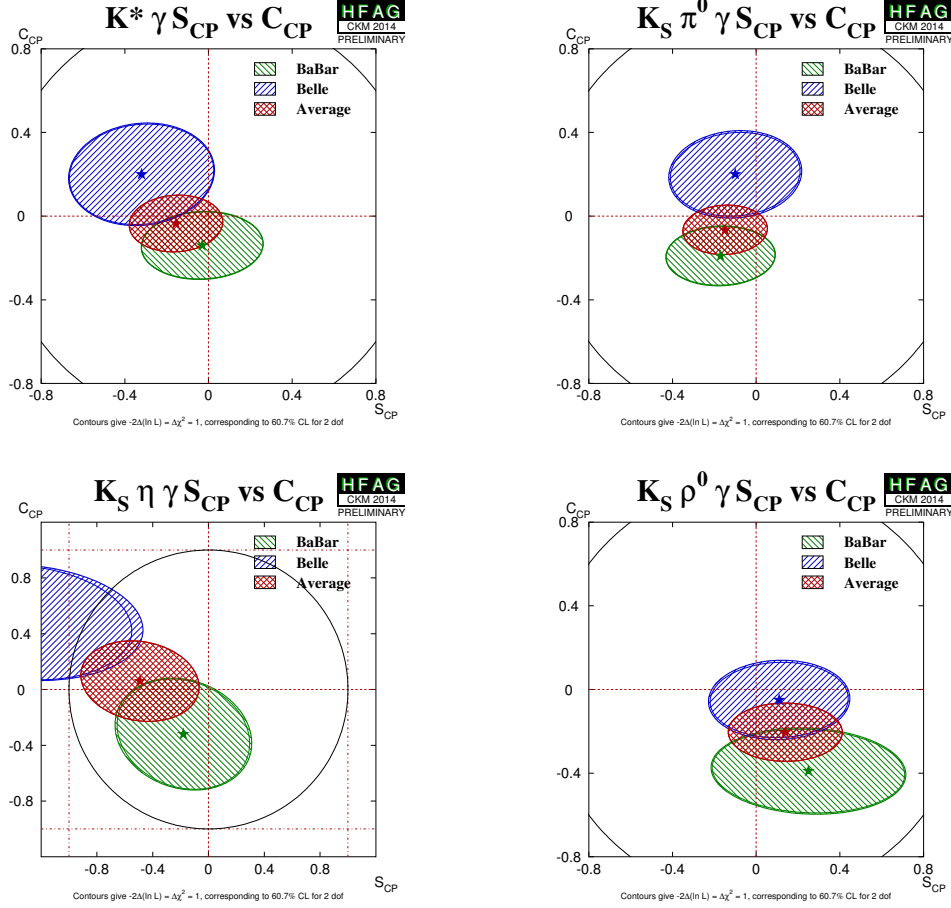 K* γ S_CP vs C_CP
HFAG
CKM 2014
PRELIMINARY
C_CP
BaBar
Belle
Average
0.8
0.4
0
-0.4
-0.8
-0.8 -0.4 0 0.4 0.8
S_CP
Contours give -2Δ(ln L) = Δχ² = 1, corresponding to 60.7% CL for 2 dof
K_S π⁰ γ S_CP vs C_CP
HFAG
CKM 2014
PRELIMINARY
C_CP
BaBar
Belle
Average
0.8
0.4
0
-0.4
-0.8
-0.8 -0.4 0 0.4 0.8
S_CP
Contours give -2Δ(ln L) = Δχ² = 1, corresponding to 60.7% CL for 2 dof
K_S η γ S_CP vs C_CP
HFAG
CKM 2014
PRELIMINARY
C_CP
BaBar
Belle
Average
0.8
0.4
0
-0.4
-0.8
-0.8 -0.4 0 0.4 0.8
S_CP
Contours give -2Δ(ln L) = Δχ² = 1, corresponding to 60.7% CL for 2 dof
K_S ρ⁰ γ S_CP vs C_CP
HFAG
CKM 2014
PRELIMINARY
C_CP
BaBar
Belle
Average
0.8
0.4
0
-0.4
-0.8
-0.8 -0.4 0 0.4 0.8
S_CP
Contours give -2Δ(ln L) = Δχ² = 1, corresponding to 60.7% CL for 2 dof